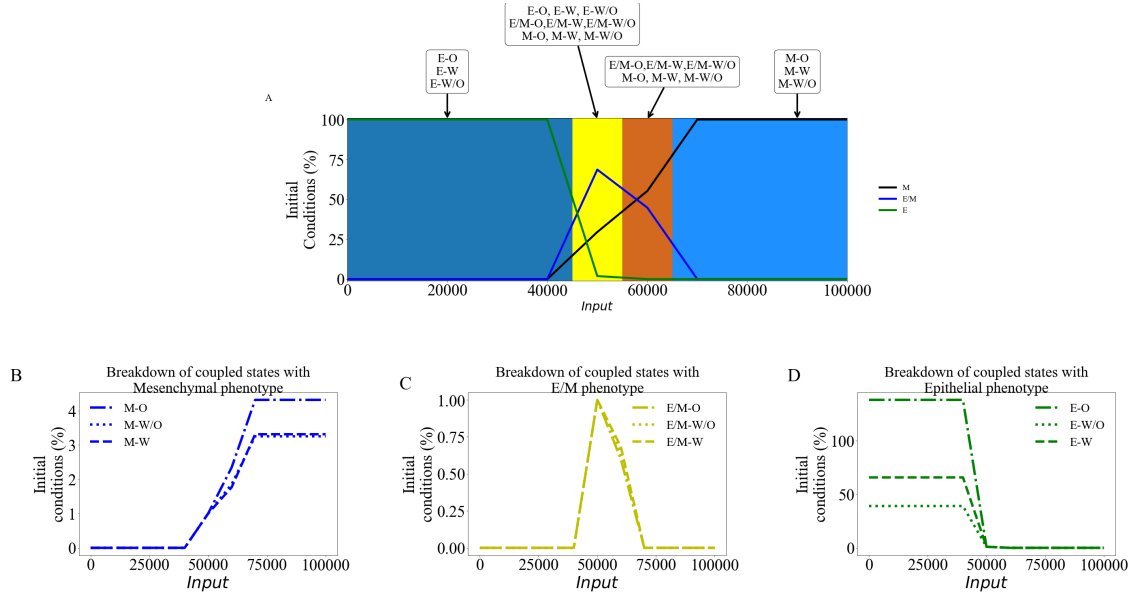 E-O, E-W, E-W/O
E/M-O,E/M-W,E/M-W/O
M-O, M-W, M-W/O
E-O
E-W
E-W/O
E/M-O,E/M-W,E/M-W/O
M-O, M-W, M-W/O
M-O
M-W
M-W/O
A
100
75
50
25
0
Initial
Conditions (%)
0 20000 40000 60000 80000 100000
Input
M
E/M
E
B
Breakdown of coupled states with
Mesenchymal phenotype
M-O
M-W/O
M-W
4
3
2
1
0
Initial
conditions (%)
0 25000 50000 75000 100000
Input
C
Breakdown of coupled states with
E/M phenotype
E/M-O
E/M-W/O
E/M-W
1.00
0.75
0.50
0.25
0.00
Initial
conditions (%)
0 25000 50000 75000 100000
Input
D
Breakdown of coupled states with
Epithelial phenotype
E-O
E-W/O
E-W
100
50
0
Initial
conditions (%)
0 25000 50000 75000 100000
Input